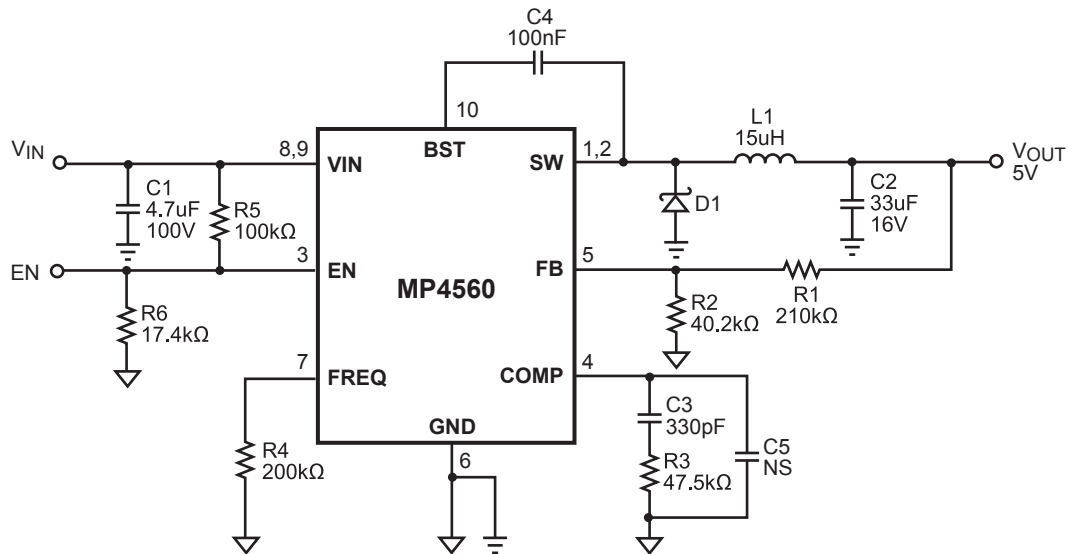 C4
100nF
10
L1
15uH
VIN
8,9
VIN
BST
SW
1,2
VOUT
5V
C1
4.7uF
100V
R5
100kΩ
D1
C2
33uF
16V
EN
3
EN
MP4560
FB
5
R1
210kΩ
R2
40.2kΩ
R6
17.4kΩ
7
FREQ
COMP
4
C3
330pF
GND
6
R4
200kΩ
R3
47.5kΩ
C5
NS